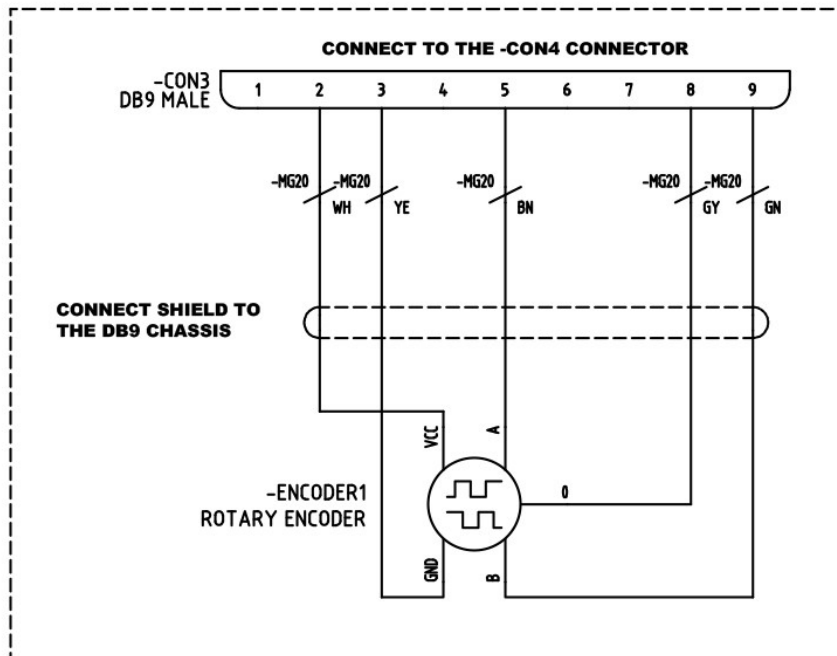 CONNECT TO THE -CON4 CONNECTOR
-CON3
DB9 MALE
1 2 3 4 5 6 7 8 9
-MG20 -MG20 -MG20 -MG20 -MG20
WH YE BN GY GN
CONNECT SHIELD TO
THE DB9 CHASSIS
VCC A
-ENCODER1
ROTARY ENCODER
0
GND B